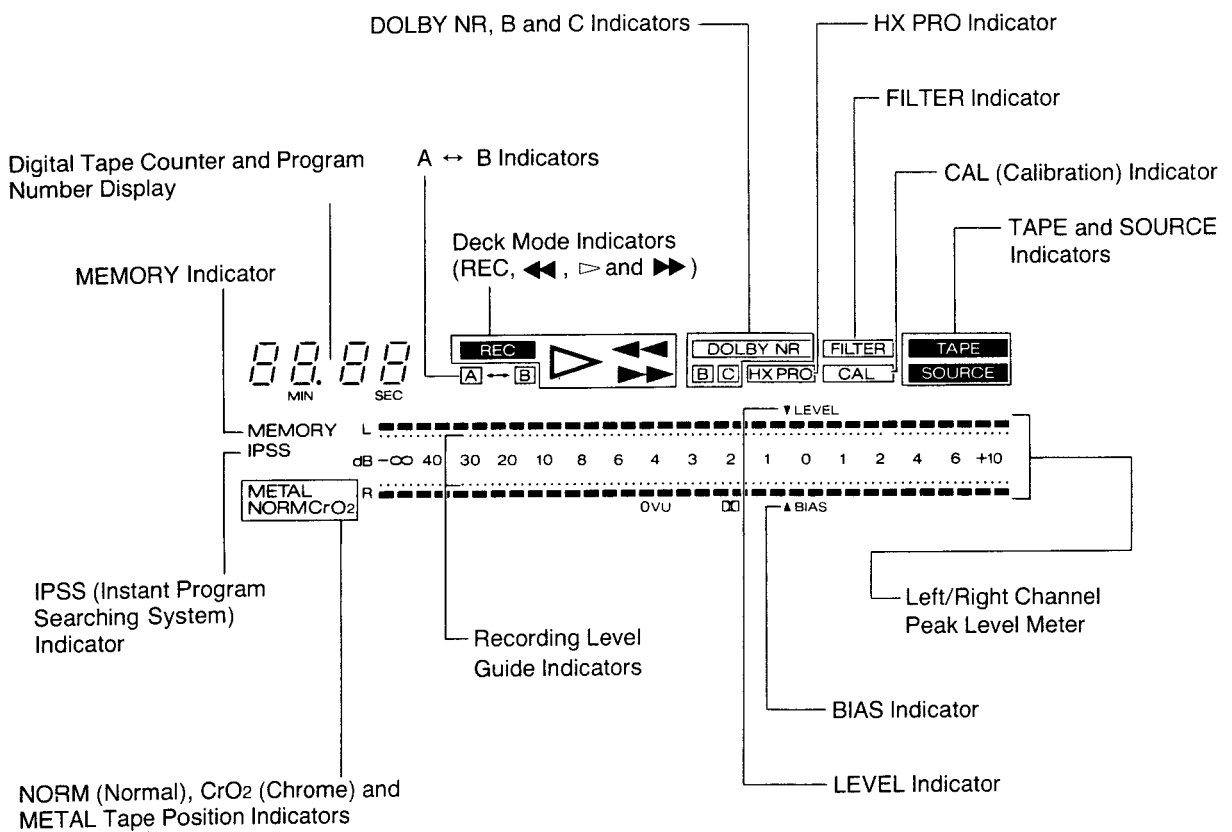 DOLBY NR, B and C Indicators
HX PRO Indicator
FILTER Indicator
Digital Tape Counter and Program
Number Display
A ↔ B Indicators
CAL (Calibration) Indicator
Deck Mode Indicators
(REC, ◀◀ , ▷ and ▶▶ )
TAPE and SOURCE
Indicators
MEMORY Indicator
88.88
MIN
SEC
REC
A ↔ B
DOLBY NR
B C HX PRO
FILTER
CAL
TAPE
SOURCE
▼ LEVEL
MEMORY
IPSS
L
dB -∞ 40 30 20 10 8 6 4 3 2 1 0 1 2 4 6 +10
METAL
NORM CrO2
R
0VU
▲ BIAS
IPSS (Instant Program
Searching System)
Indicator
Recording Level
Guide Indicators
Left/Right Channel
Peak Level Meter
BIAS Indicator
LEVEL Indicator
NORM (Normal), CrO2 (Chrome) and
METAL Tape Position Indicators